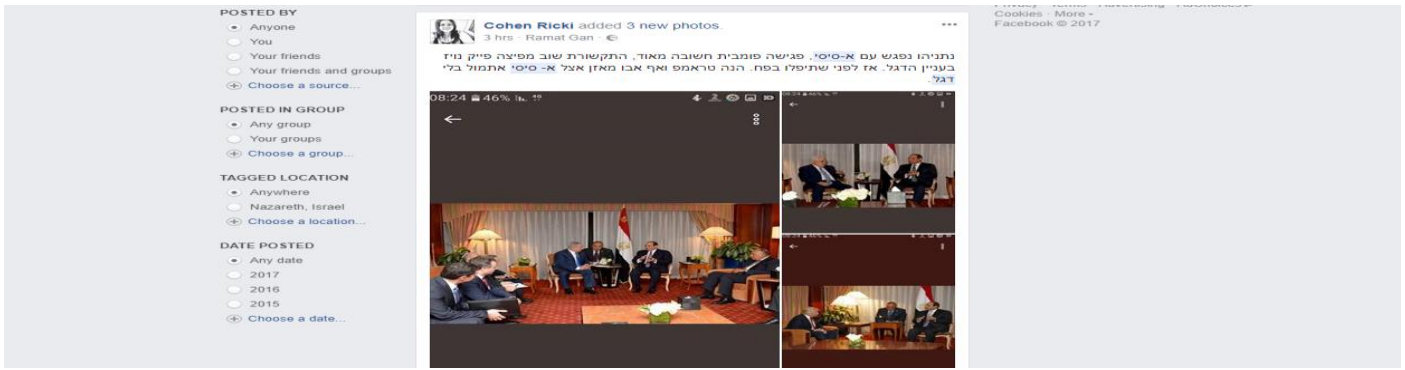 POSTED BY
Anyone
You
Your friends
Your friends and groups
Choose a source...
POSTED IN GROUP
Any group
Your groups
Choose a group...
TAGGED LOCATION
Anywhere
Nazareth, Israel
Choose a location...
DATE POSTED
Any date
2017
2016
2015
Choose a date...
Cohen Ricki added 3 new photos.
3 hrs · Ramat Gan ·
נתניהו נפגש עם א-סיסי, פגישה פומבית חשובה מאוד, התקשורת שוב מפיצה פייק נויז
בעניין הדגל. אז לפני שתיפלו בפח. הנה טראמפ ואף אבו מאזן אצל א- סיסי אתמול בלי
דגל.
08:24 46%
Cookies · More
Facebook © 2017